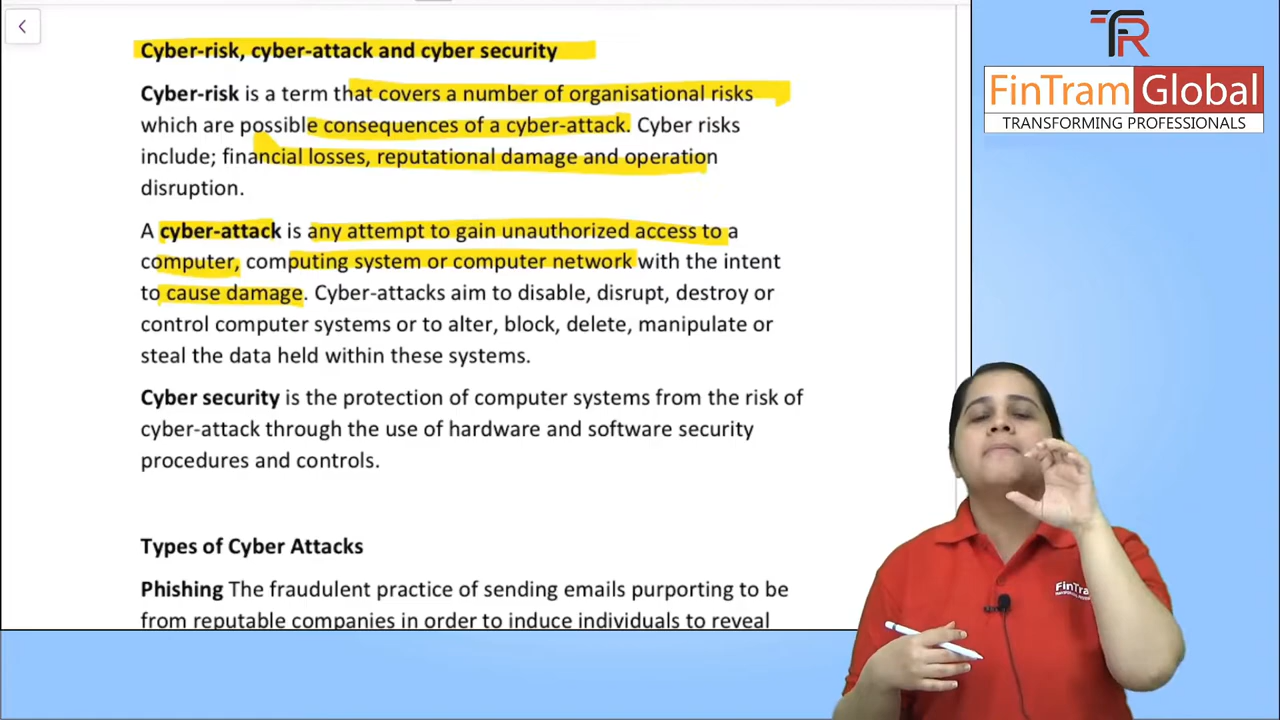 Cyber-risk, cyber-attack and cyber security
Cyber-risk is a term that covers a number of organisational risks
which are possible consequences of a cyber-attack. Cyber risks
include; financial losses, reputational damage and operation
disruption.
A cyber-attack is any attempt to gain unauthorized access to a
computer, computing system or computer network with the intent
to cause damage. Cyber-attacks aim to disable, disrupt, destroy or
control computer systems or to alter, block, delete, manipulate or
steal the data held within these systems.
Cyber security is the protection of computer systems from the risk of
cyber-attack through the use of hardware and software security
procedures and controls.
Types of Cyber Attacks
Phishing The fraudulent practice of sending emails purporting to be
from reputable companies in order to induce individuals to reveal
FinTram Global
TRANSFORMING PROFESSIONALS